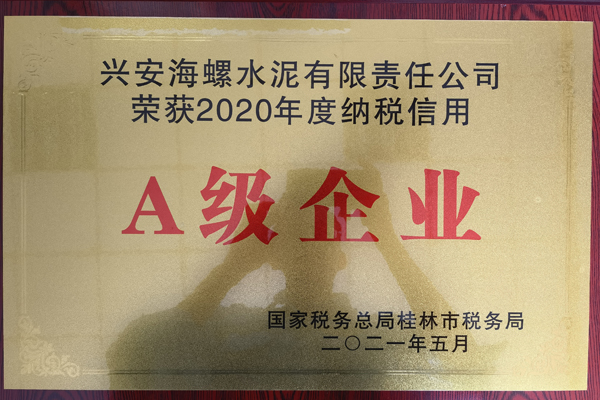 兴安海螺水泥有限责任公司
荣获2020年度纳税信用
A级企业
国家税务总局桂林市税务局
二〇二一年五月